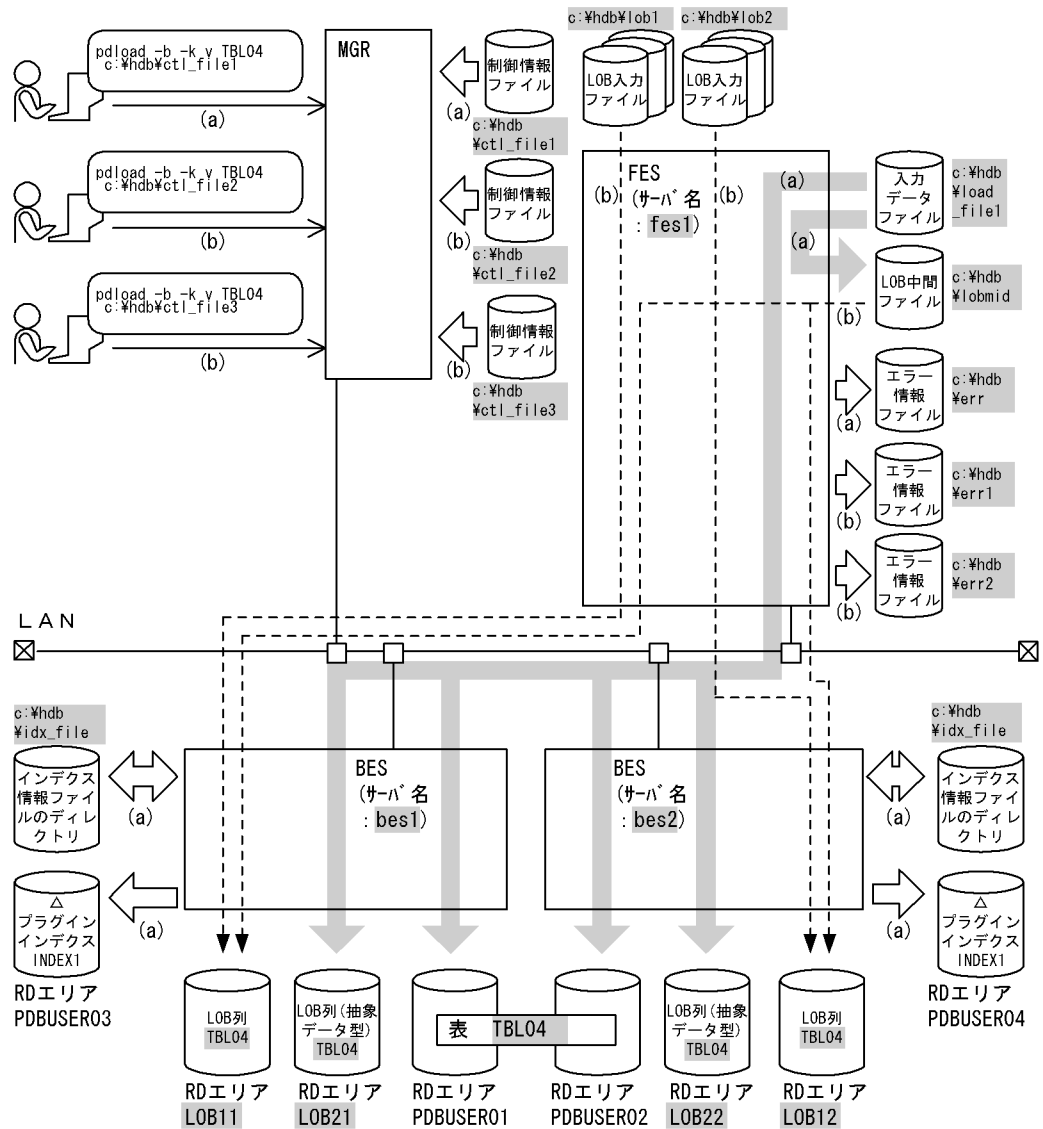 pdload -b -k v TBL04
c:¥hdb¥ctl_file1
(a)
pdload -b -k v TBL04
c:¥hdb¥ctl_file2
(b)
pdload -b -k v TBL04
c:¥hdb¥ctl_file3
(b)
MGR
制御情報
ファイル
(a)
c:¥hdb
¥ctl_file1
制御情報
ファイル
(b)
c:¥hdb
¥ctl_file2
制御情報
ファイル
(b)
c:¥hdb
¥ctl_file3
c:¥hdb¥lob1
c:¥hdb¥lob2
LOB入力
ファイル
LOB入力
ファイル
FES
(サーバ名
: fes1)
(b)
(b)
(a)
(a)
入力
データ
ファイル
c:¥hdb
¥load
_file1
LOB中間
ファイル
c:¥hdb
¥lobmid
(b)
エラー
情報
ファイル
c:¥hdb
¥err
(a)
エラー
情報
ファイル
c:¥hdb
¥err1
(b)
エラー
情報
ファイル
c:¥hdb
¥err2
(b)
LAN
c:¥hdb
¥idx_file
インデクス
情報ファイ
ルのディレ
クトリ
(a)
BES
(サーバ名
: bes1)
BES
(サーバ名
: bes2)
c:¥hdb
¥idx_file
インデクス
情報ファイ
ルのディレ
クトリ
(a)
△
プラグイン
インデクス
INDEX1
(a)
RDエリア
PDBUSER03
△
プラグイン
インデクス
INDEX1
(a)
RDエリア
PDBUSER04
LOB列
TBL04
RDエリア
LOB11
LOB列(抽象
データ型)
TBL04
RDエリア
LOB21
表 TBL04
RDエリア
PDBUSER01
RDエリア
PDBUSER02
LOB列(抽象
データ型)
TBL04
RDエリア
LOB22
LOB列
TBL04
RDエリア
LOB12